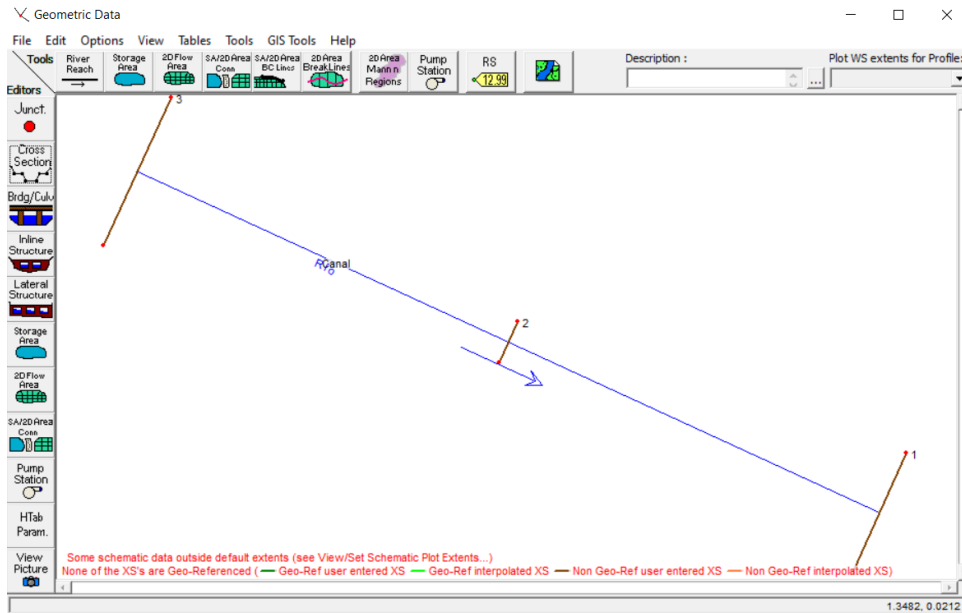 Geometric Data
File Edit Options View Tables Tools GIS Tools Help
Tools
Editors
River
Reach
Storage
Area
2D Flow
Area
SA/2D Area
Conn
SA/2D Area
BC Lines
2D Area
BreakLines
2D Area
Mann n
Regions
Pump
Station
RS
12.99
Description :
...
Plot WS extents for Profile:
Junct.
Cross
Section
Brdg/Culv
Inline
Structure
Lateral
Structure
Storage
Area
2D Flow
Area
SA/2D Area
Conn
Pump
Station
HTab
Param.
View
Picture
3
Canal
2
1
Some schematic data outside default extents (see View/Set Schematic Plot Extents...)
None of the XS's are Geo-Referenced ( Geo-Ref user entered XS Geo-Ref interpolated XS Non Geo-Ref user entered XS Non Geo-Ref interpolated XS)
1.3482, 0.0212